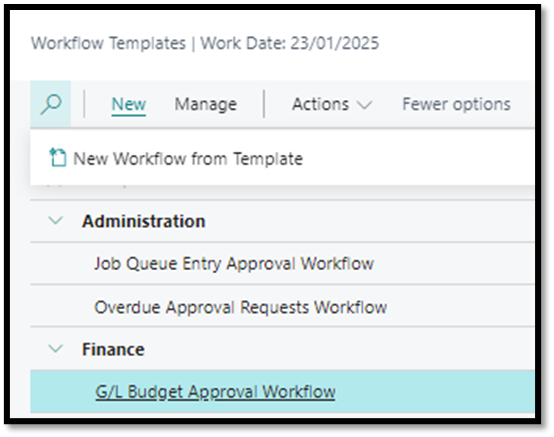 Workflow Templates | Work Date: 23/01/2025
New Manage Actions Fewer options
New Workflow from Template
Administration
Job Queue Entry Approval Workflow
Overdue Approval Requests Workflow
Finance
G/L Budget Approval Workflow